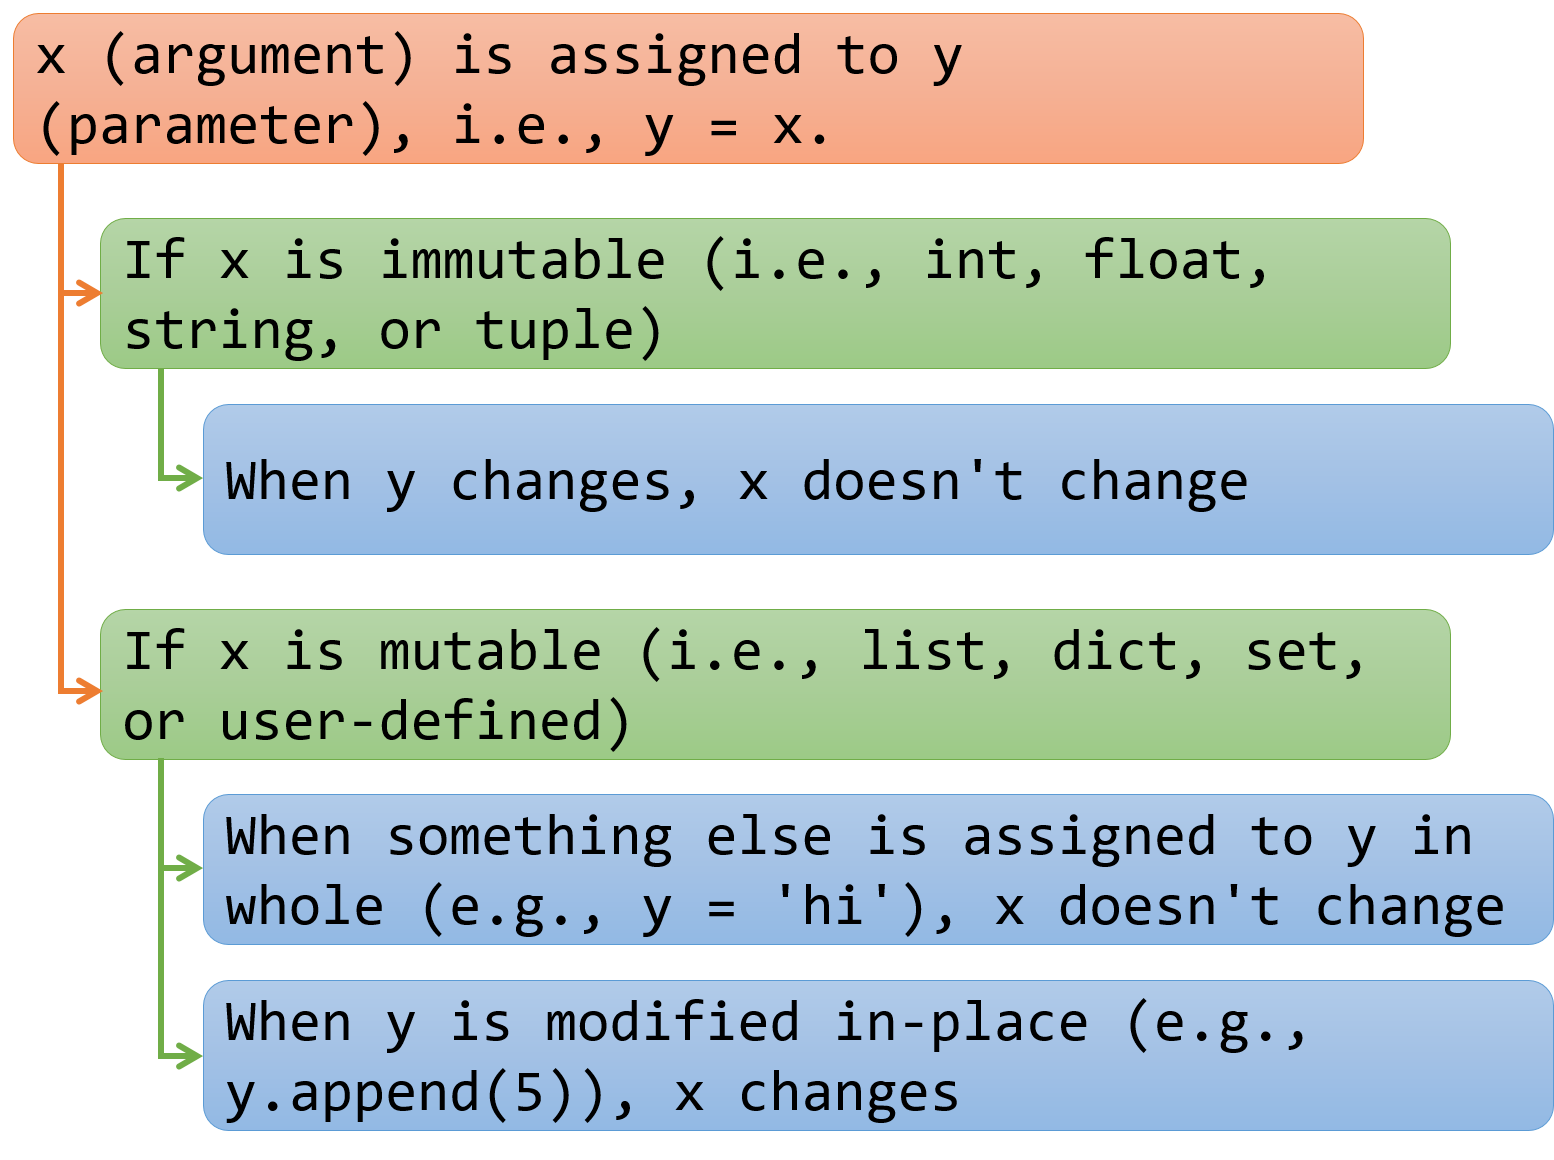 x (argument) is assigned to y
(parameter), i.e., y = x.
If x is immutable (i.e., int, float,
string, or tuple)
When y changes, x doesn't change
If x is mutable (i.e., list, dict, set,
or user-defined)
When something else is assigned to y in
whole (e.g., y = 'hi'), x doesn't change
When y is modified in-place (e.g.,
y.append(5)), x changes